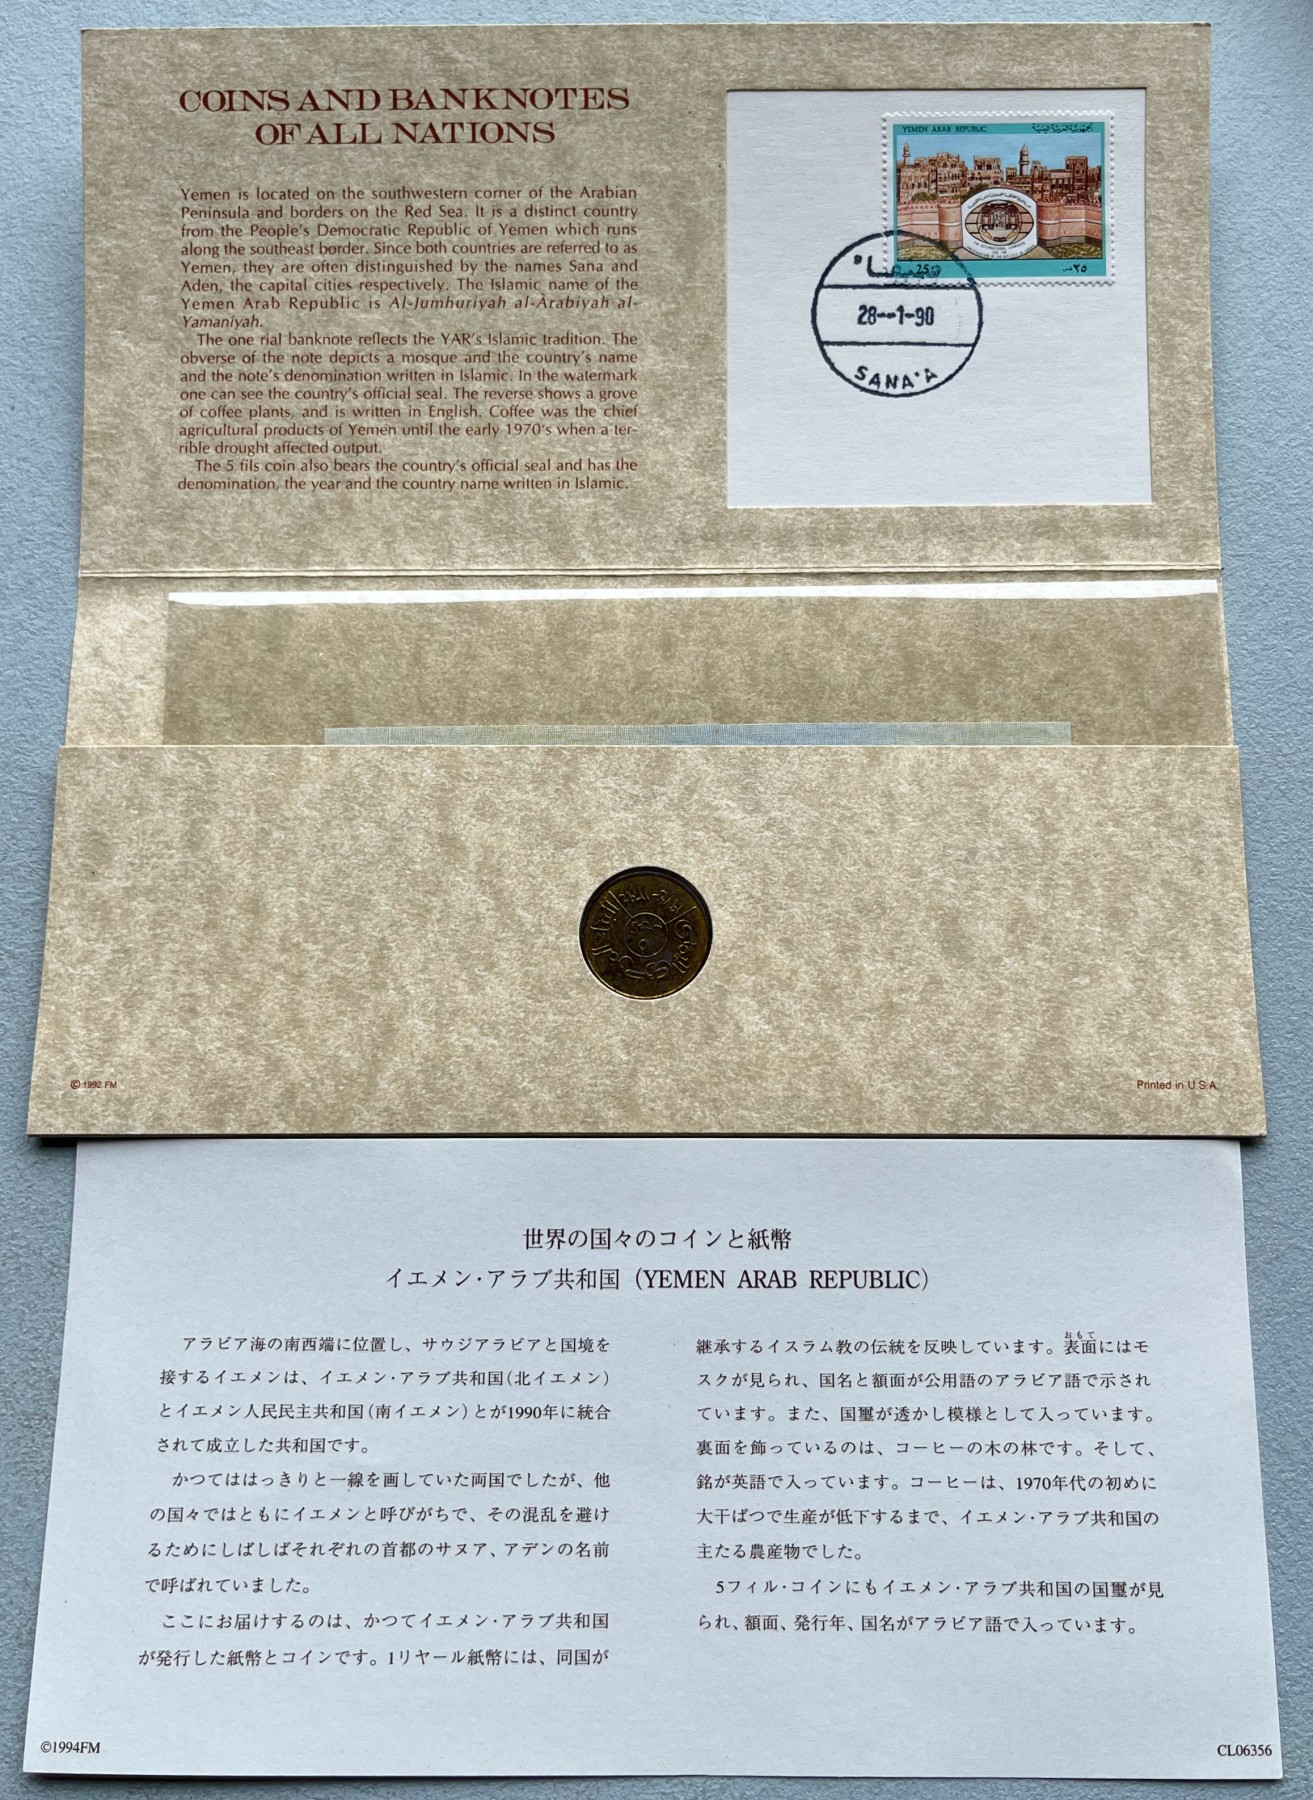 COINS AND BANKNOTES
OF ALL NATIONS
Yemen is located on the southwestern corner of the Arabian
Peninsula and borders on the Red Sea. It is a distinct country
from the People's Democratic Republic of Yemen which runs
along the southeast border. Since both countries are referred to as
Yemen, they are often distinguished by the names Sana and
Aden, the capital cities respectively. The Islamic name of the
Yemen Arab Republic is Al-Jumhuriyah al-Arabiyah al-
Yamaniyah.
The one rial banknote reflects the YAR's Islamic tradition. The
obverse of the note depicts a mosque and the country's name
and the note's denomination written in Islamic. In the watermark
one can see the country's official seal. The reverse shows a grove
of coffee plants, and is written in English. Coffee was the chief
agricultural products of Yemen until the early 1970's when a ter-
rible drought affected output.
The 5 fils coin also bears the country's official seal and has the
denomination, the year and the country name written in Islamic.
YEMEN ARAB REPUBLIC
الجمهورية العربية اليمنية
25
٢٥
28--1-90
SANA'A
© 1992 FM
Printed in U.S.A.
世界の国々のコインと紙幣
イエメン・アラブ共和国（YEMEN ARAB REPUBLIC）
アラビア海の南西端に位置し、サウジアラビアと国境を
接するイエメンは、イエメン・アラブ共和国（北イエメン）
とイエメン人民民主共和国（南イエメン）とが1990年に統合
されて成立した共和国です。
かつてははっきりと一線を画していた両国でしたが、他
の国々ではともにイエメンと呼びがちで、その混乱を避け
るためにしばしばそれぞれの首都のサヌア、アデンの名前
で呼ばれていました。
ここにお届けするのは、かつてイエメン・アラブ共和国
が発行した紙幣とコインです。1リヤール紙幣には、同国が
継承するイスラム教の伝統を反映しています。表面にはモ
おもて
スクが見られ、国名と額面が公用語のアラビア語で示され
ています。また、国璽が透かし模様として入っています。
裏面を飾っているのは、コーヒーの木の林です。そして、
銘が英語で入っています。コーヒーは、1970年代の初めに
大干ばつで生産が低下するまで、イエメン・アラブ共和国の
主たる農産物でした。
5フィル・コインにもイエメン・アラブ共和国の国璽が見
られ、額面、発行年、国名がアラビア語で入っています。
©1994FM
CL06356